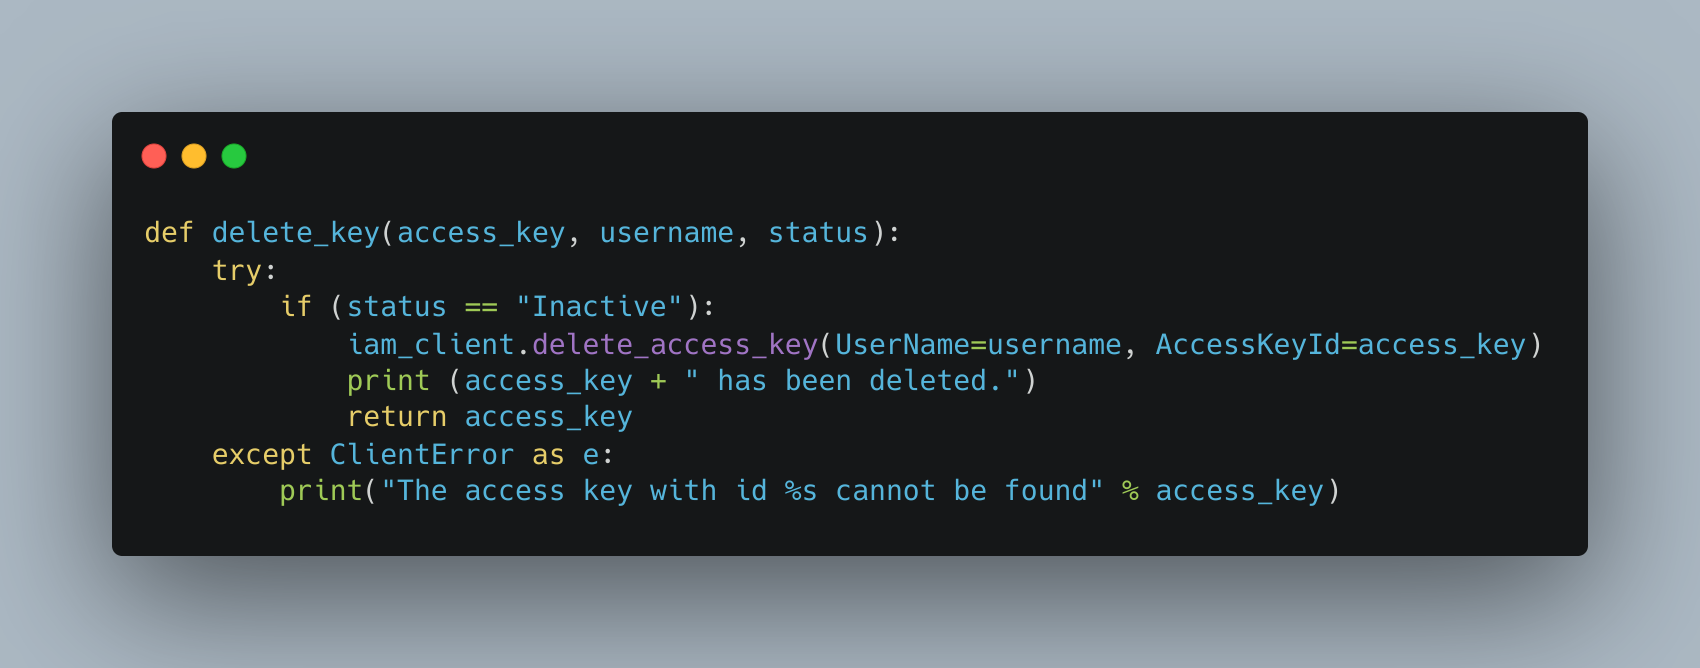 def delete_key(access_key, username, status):
    try:
        if (status == "Inactive"):
            iam_client.delete_access_key(UserName=username, AccessKeyId=access_key)
            print (access_key + " has been deleted.")
            return access_key
    except ClientError as e:
        print("The access key with id %s cannot be found" % access_key)